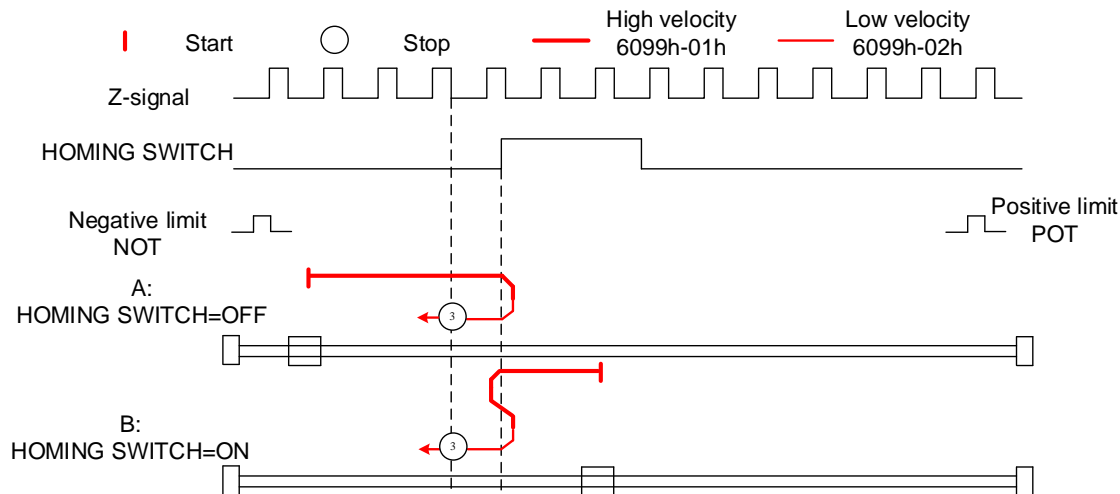 Start
Stop
High velocity
6099h-01h
Low velocity
6099h-02h
Z-signal
HOMING SWITCH
Negative limit
NOT
Positive limit
POT
A:
HOMING SWITCH=OFF
3
B:
HOMING SWITCH=ON
3